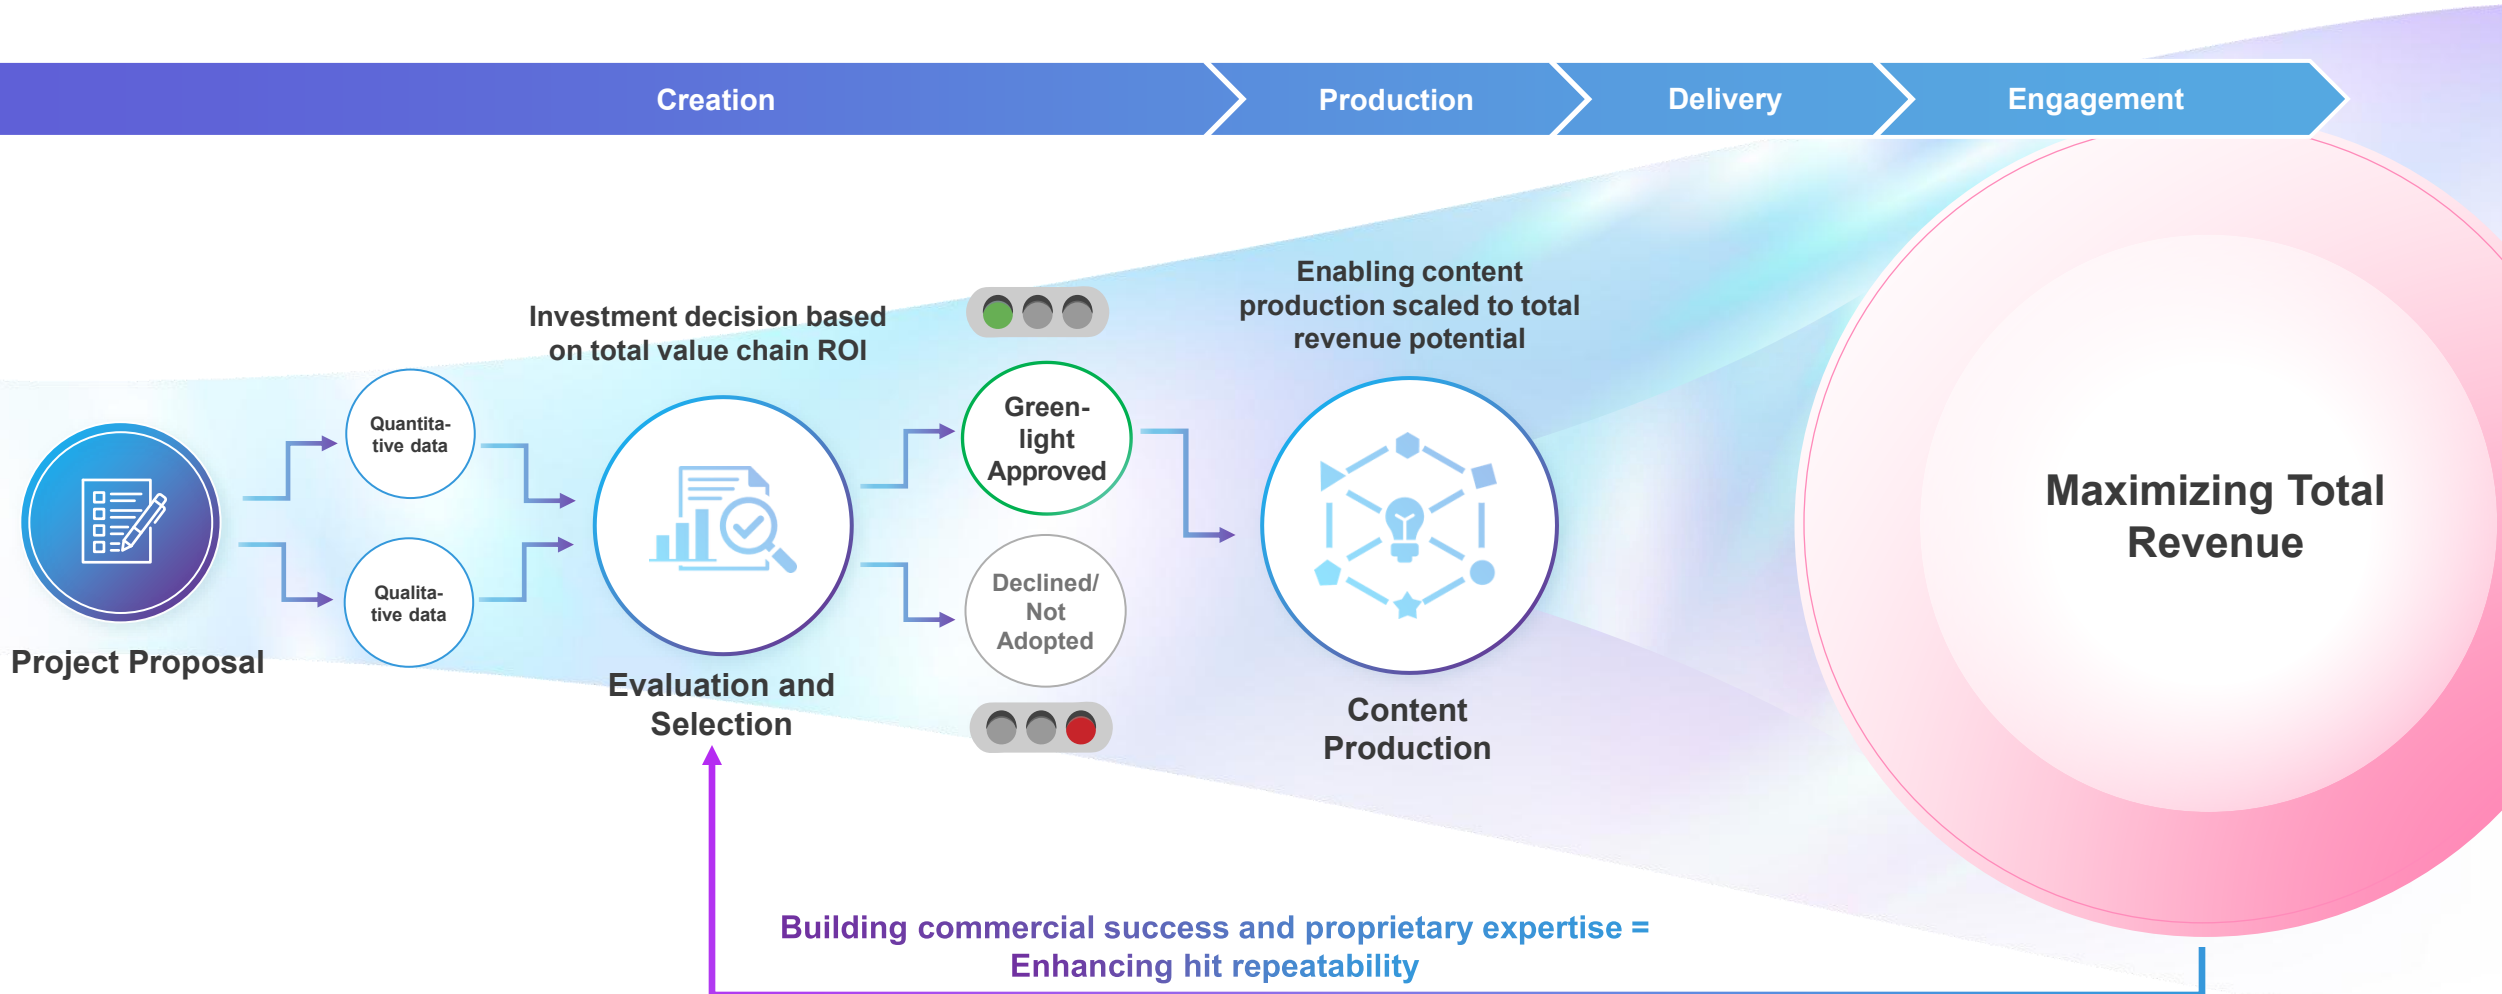 Creation
Production
Delivery
Engagement
Project Proposal
Quantita-
tive data
Qualita-
tive data
Investment decision based
on total value chain ROI
Evaluation and
Selection
Green-
light
Approved
Declined/
Not
Adopted
Enabling content
production scaled to total
revenue potential
Content
Production
Maximizing Total
Revenue
Building commercial success and proprietary expertise =
Enhancing hit repeatability